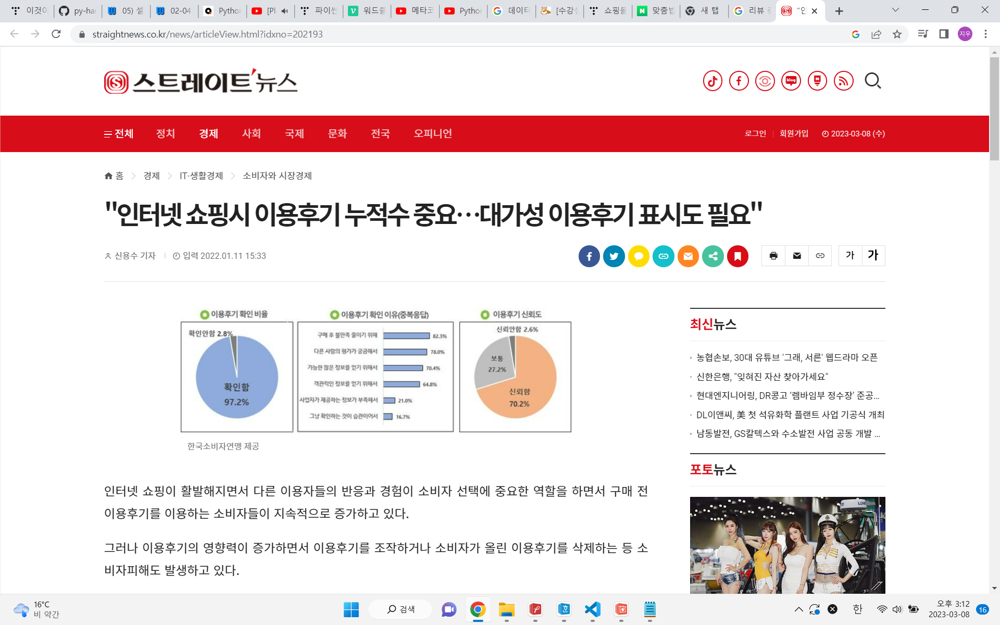 이것이
py-hai
05) 셀
02-04
Python
[Pl
파이썬
워드클
메타코
Python
데이터
[수강상
쇼핑몰
맞춤법
새 탭
리뷰 중
"인
straightnews.co.kr/news/articleView.html?idxno=202193
지우
스트레이트뉴스
blog
전체 정치 경제 사회 국제 문화 전국 오피니언
로그인 회원가입 2023-03-08 (수)
홈 경제 IT·생활경제 소비자와 시장경제
"인터넷 쇼핑시 이용후기 누적수 중요…대가성 이용후기 표시도 필요"
신용수 기자 입력 2022.01.11 15:33
가 가
이용후기 확인 비율
확인안함 2.8%
확인함
97.2%
이용후기 확인 이유(중복응답)
구매 후 불만족 줄이기 위해 82.3%
다른 사람의 평가가 궁금해서 78.0%
가능한 많은 정보를 얻기 위해서 70.4%
객관적인 정보를 얻기 위해서 64.8%
사업자가 제공하는 정보가 부족해서 21.0%
그냥 확인하는 것이 습관이어서 16.7%
이용후기 신뢰도
신뢰안함 2.6%
보통
27.2%
신뢰함
70.2%
한국소비자연맹 제공
인터넷 쇼핑이 활발해지면서 다른 이용자들의 반응과 경험이 소비자 선택에 중요한 역할을 하면서 구매 전
이용후기를 이용하는 소비자들이 지속적으로 증가하고 있다.
그러나 이용후기의 영향력이 증가하면서 이용후기를 조작하거나 소비자가 올린 이용후기를 삭제하는 등 소
비자피해도 발생하고 있다.
최신뉴스
농협손보, 30대 유튜브 '그래, 서른' 웹드라마 오픈
신한은행, "잊혀진 자산 찾아가세요"
현대엔지니어링, DR콩고 ‘렘바임부 정수장’ 준공...
DL이앤씨, 美 첫 석유화학 플랜트 사업 기공식 개최
남동발전, GS칼텍스와 수소발전 사업 공동 개발 ...
포토뉴스
16°C
비 약간
검색
한
오후 3:12
2023-03-08
16